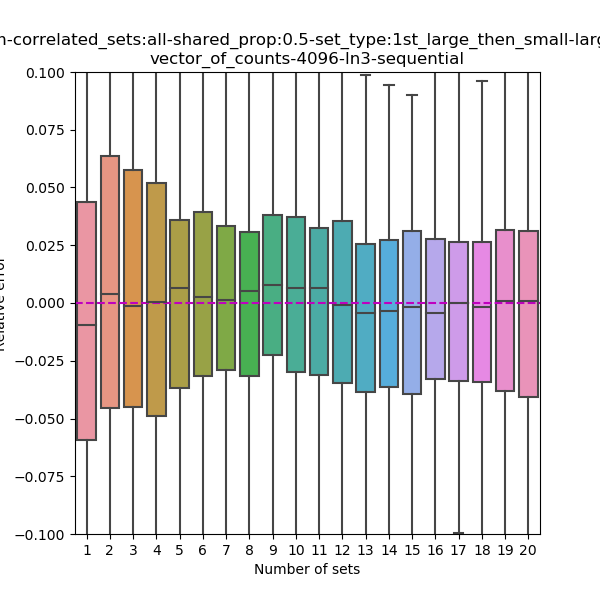 -correlated_sets:all-shared_prop:0.5-set_type:1st_large_then_small-larg
vector_of_counts-4096-ln3-sequential
0.100
0.075
0.050
0.025
0.000
−0.025
−0.050
−0.075
−0.100
Relative error
1 2 3 4 5 6 7 8 9 10 11 12 13 14 15 16 17 18 19 20
Number of sets